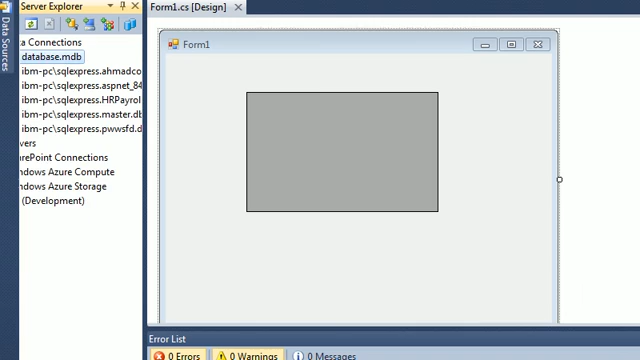 Server Explorer
Form1.cs [Design]
Data Sources
a Connections
database.mdb
ibm-pc\sqlexpress.ahmadco
ibm-pc\sqlexpress.aspnet_84
ibm-pc\sqlexpress.HRPayrol
ibm-pc\sqlexpress.master.db
ibm-pc\sqlexpress.pwwsfd.d
vers
rePoint Connections
ndows Azure Compute
ndows Azure Storage
(Development)
Form1
Error List
0 Errors
0 Warnings
0 Messages